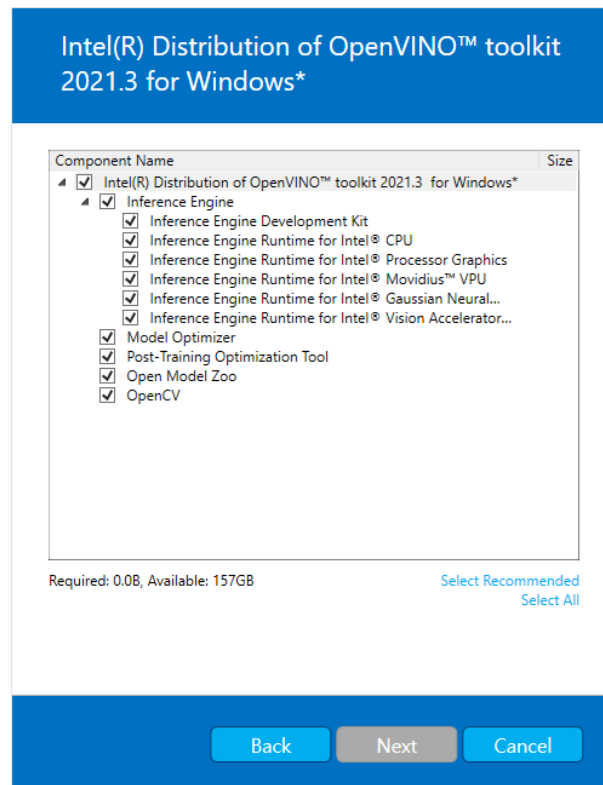 Intel(R) Distribution of OpenVINO™ toolkit
2021.3 for Windows*
Component Name Size
Intel(R) Distribution of OpenVINO™ toolkit 2021.3 for Windows*
Inference Engine
Inference Engine Development Kit
Inference Engine Runtime for Intel® CPU
Inference Engine Runtime for Intel® Processor Graphics
Inference Engine Runtime for Intel® Movidius™ VPU
Inference Engine Runtime for Intel® Gaussian Neural...
Inference Engine Runtime for Intel® Vision Accelerator...
Model Optimizer
Post-Training Optimization Tool
Open Model Zoo
OpenCV
Required: 0.0B, Available: 157GB Select Recommended
Select All
Back Next Cancel